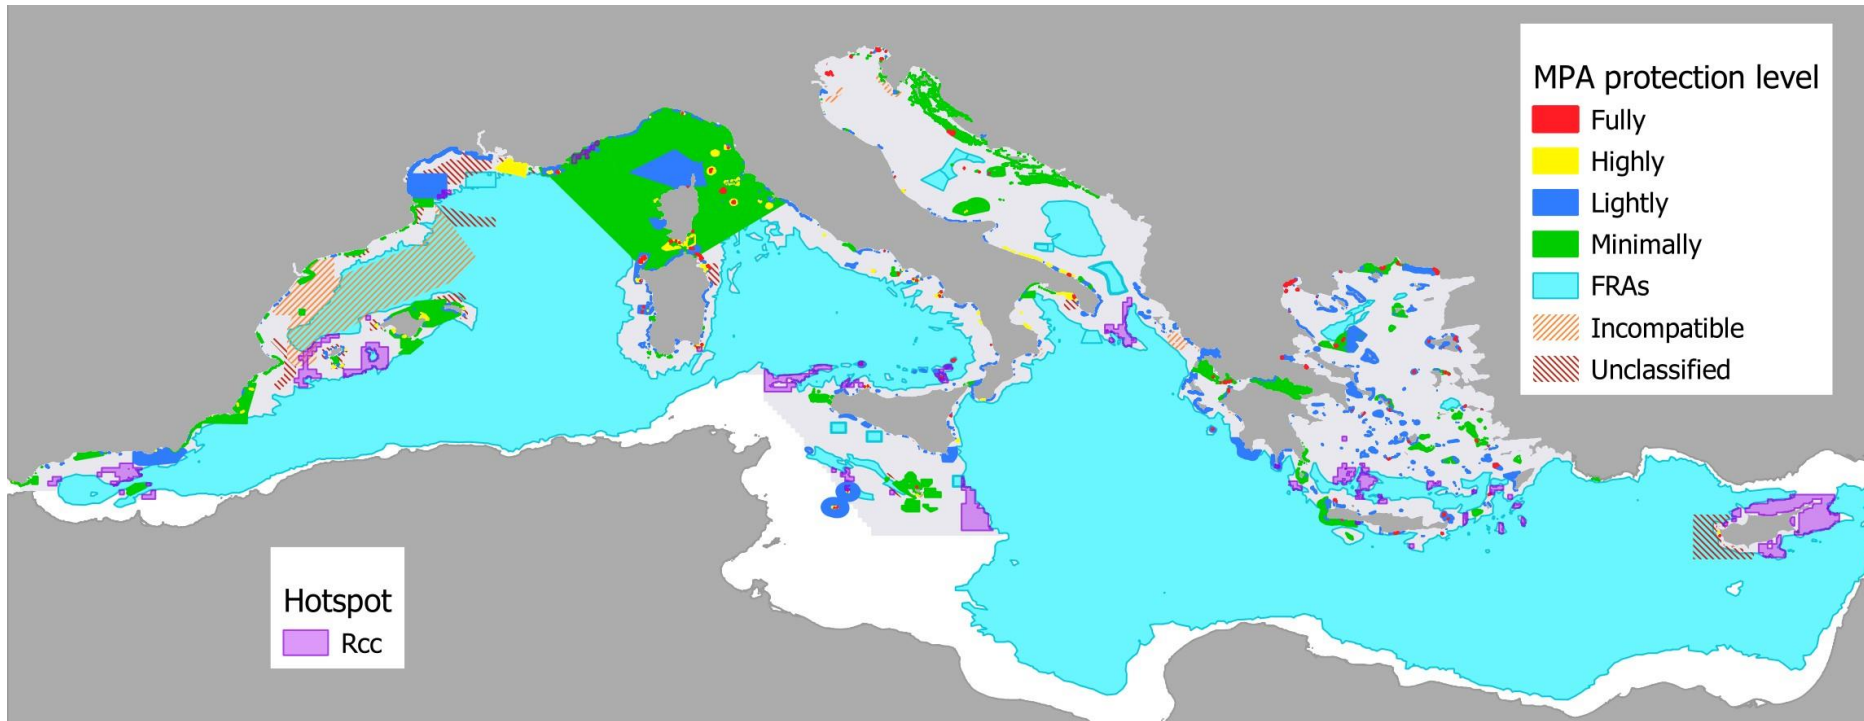 MPA protection level
Fully
Highly
Lightly
Minimally
FRAs
Incompatible
Unclassified
Hotspot
Rcc